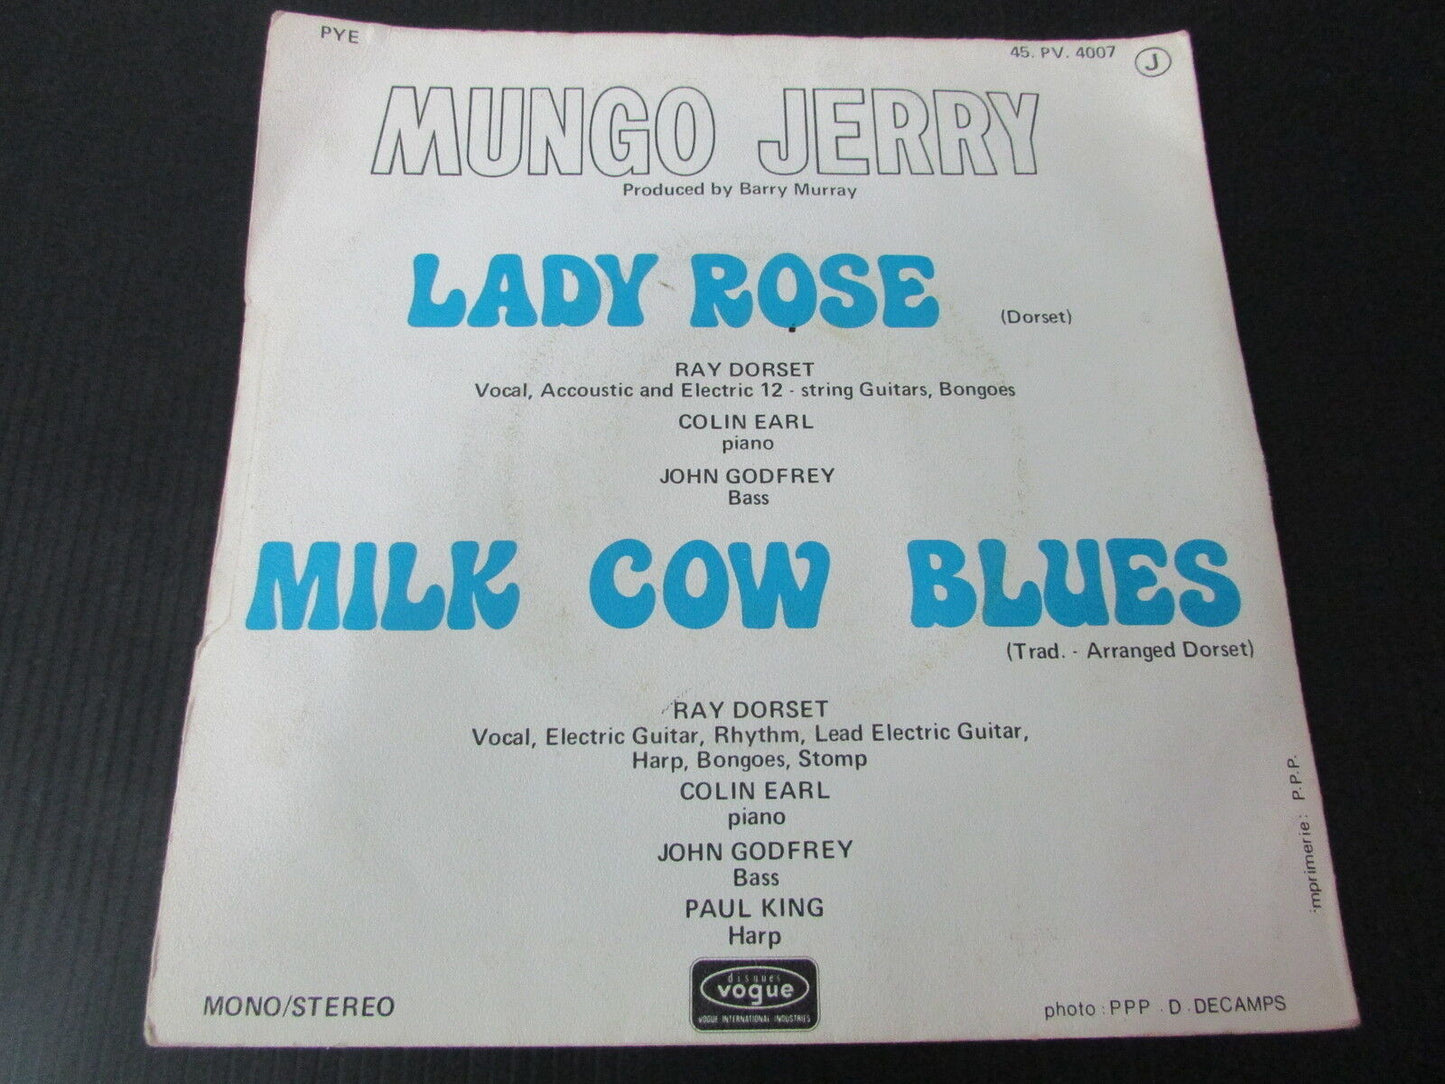 PYE
45. PV. 4007 J
MUNGO JERRY
Produced by Barry Murray
LADY ROSE (Dorset)
RAY DORSET
Vocal, Accoustic and Electric 12 - string Guitars, Bongoes
COLIN EARL
piano
JOHN GODFREY
Bass
MILK COW BLUES
(Trad. - Arranged Dorset)
RAY DORSET
Vocal, Electric Guitar, Rhythm, Lead Electric Guitar,
Harp, Bongoes, Stomp
COLIN EARL
piano
JOHN GODFREY
Bass
PAUL KING
Harp
imprimerie: P.P.P.
disques
vogue
VOGUE INTERNATIONAL INDUSTRIES
MONO/STEREO
photo : PPP . D. DECAMPS